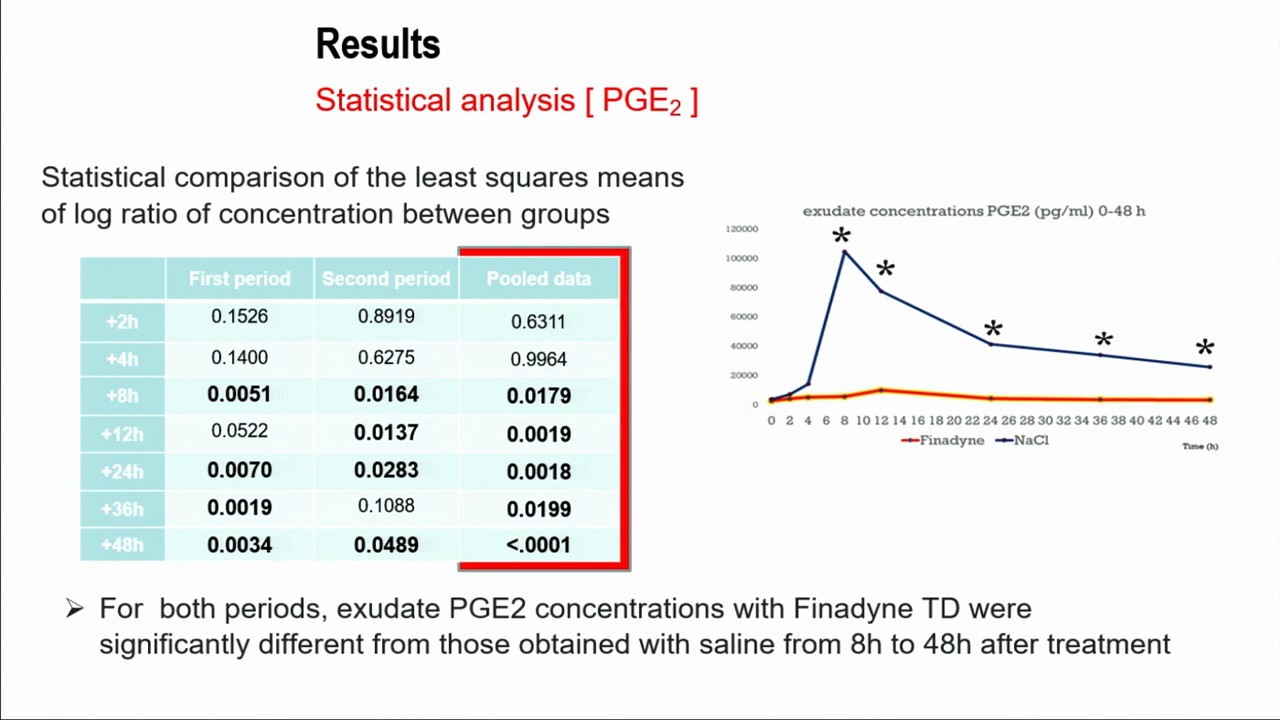 Results
Statistical analysis [ PGE₂ ]
Statistical comparison of the least squares means
of log ratio of concentration between groups
First period Second period Pooled data
+2h 0.1526 0.8919 0.6311
+4h 0.1400 0.6275 0.9964
+8h 0.0051 0.0164 0.0179
+12h 0.0522 0.0137 0.0019
+24h 0.0070 0.0283 0.0018
+36h 0.0019 0.1088 0.0199
+48h 0.0034 0.0489 <.0001
exudate concentrations PGE2 (pg/ml) 0-48 h
120000
100000
80000
60000
40000
20000
0
* * * * *
0 2 4 6 8 10 12 14 16 18 20 22 24 26 28 30 32 34 36 38 40 42 44 46 48
Finadyne NaCl
Time (h)
➢ For both periods, exudate PGE2 concentrations with Finadyne TD were
significantly different from those obtained with saline from 8h to 48h after treatment